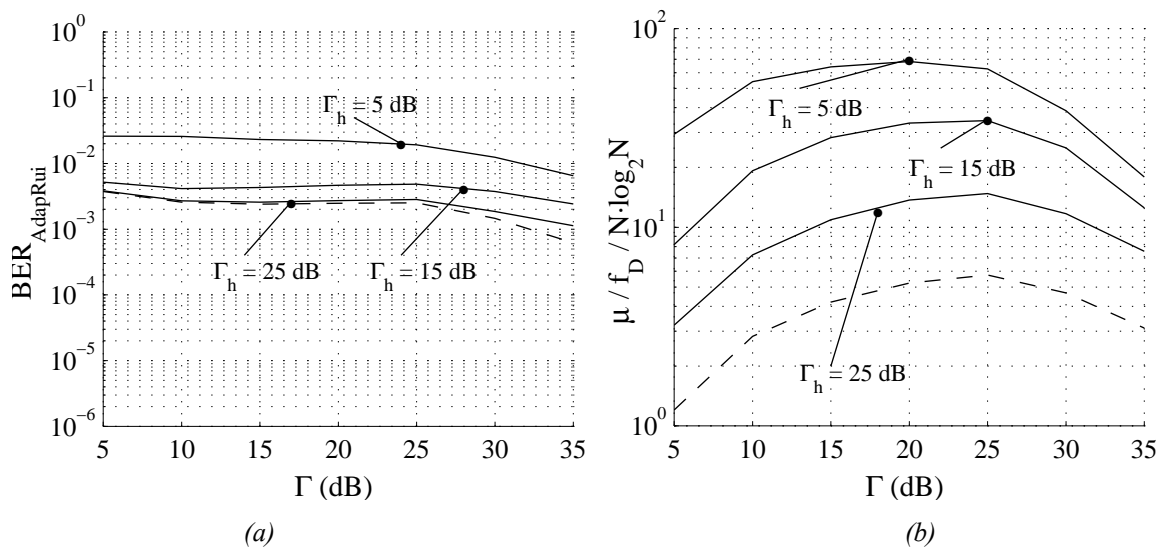 10^0
10^-1
10^-2
10^-3
10^-4
10^-5
10^-6
BER_AdapRui
Γ_h = 5 dB
Γ_h = 25 dB
Γ_h = 15 dB
5 10 15 20 25 30 35
Γ (dB)
(a)
10^2
10^1
10^0
μ / f_D / N·log_2N
Γ_h = 5 dB
Γ_h = 15 dB
Γ_h = 25 dB
5 10 15 20 25 30 35
Γ (dB)
(b)